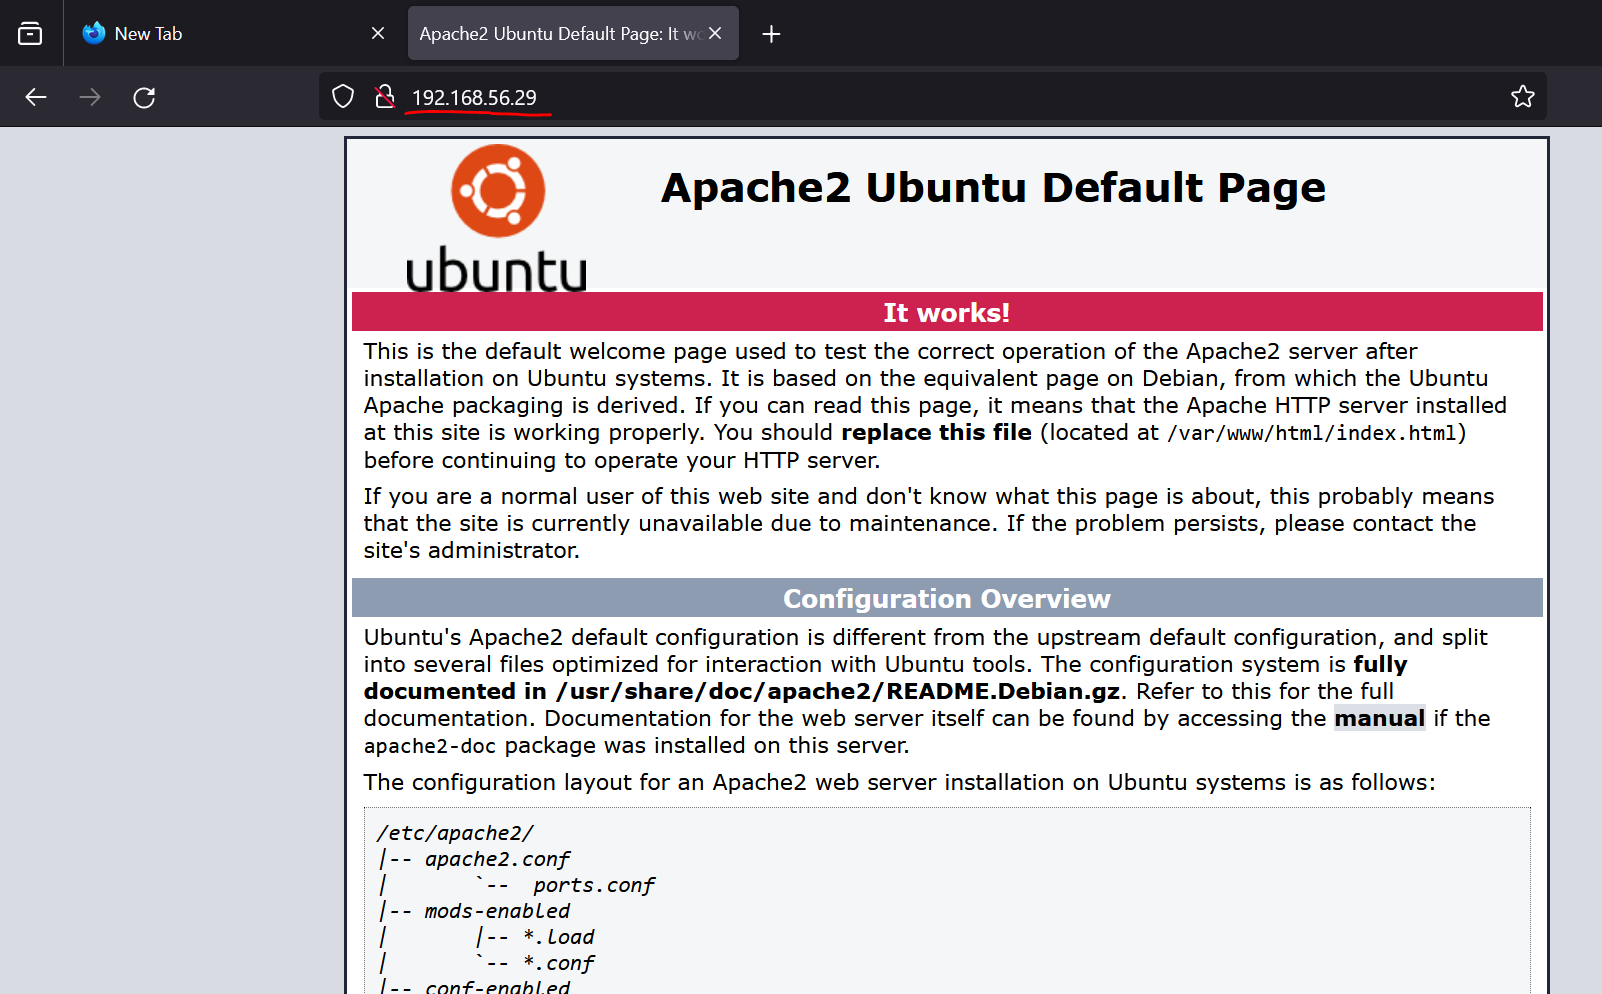 New Tab
Apache2 Ubuntu Default Page: It
192.168.56.29
ubuntu
Apache2 Ubuntu Default Page
It works!
This is the default welcome page used to test the correct operation of the Apache2 server after
installation on Ubuntu systems. It is based on the equivalent page on Debian, from which the Ubuntu
Apache packaging is derived. If you can read this page, it means that the Apache HTTP server installed
at this site is working properly. You should replace this file (located at /var/www/html/index.html)
before continuing to operate your HTTP server.
If you are a normal user of this web site and don't know what this page is about, this probably means
that the site is currently unavailable due to maintenance. If the problem persists, please contact the
site's administrator.
Configuration Overview
Ubuntu's Apache2 default configuration is different from the upstream default configuration, and split
into several files optimized for interaction with Ubuntu tools. The configuration system is fully
documented in /usr/share/doc/apache2/README.Debian.gz. Refer to this for the full
documentation. Documentation for the web server itself can be found by accessing the manual if the
apache2-doc package was installed on this server.
The configuration layout for an Apache2 web server installation on Ubuntu systems is as follows:
/etc/apache2/
|-- apache2.conf
|       `--  ports.conf
|-- mods-enabled
|       |-- *.load
|       `-- *.conf
|-- conf-enabled